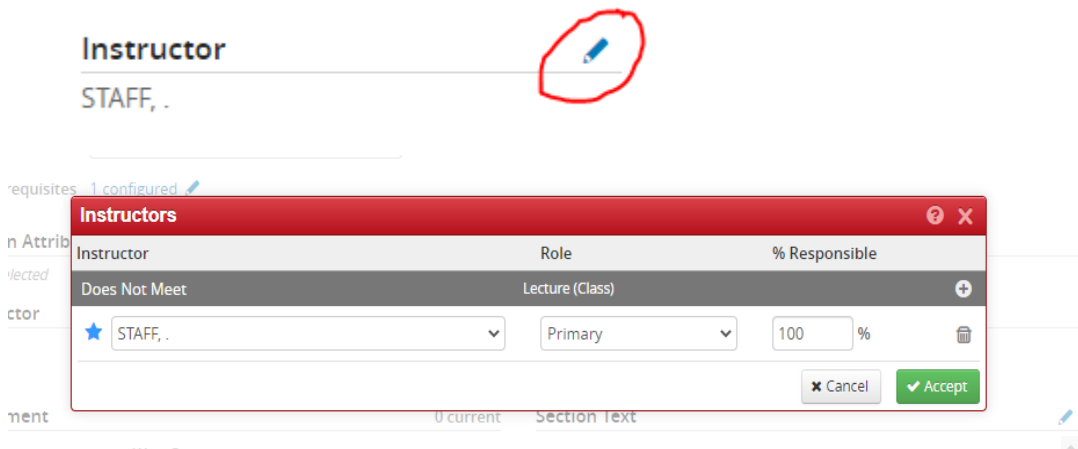 Instructor
STAFF, .
requisites 1 configured
Instructors
n Attrib
Instructor Role % Responsible
elected
Does Not Meet Lecture (Class)
ctor
STAFF, . Primary 100 %
Cancel Accept
ment 0 current Section Text